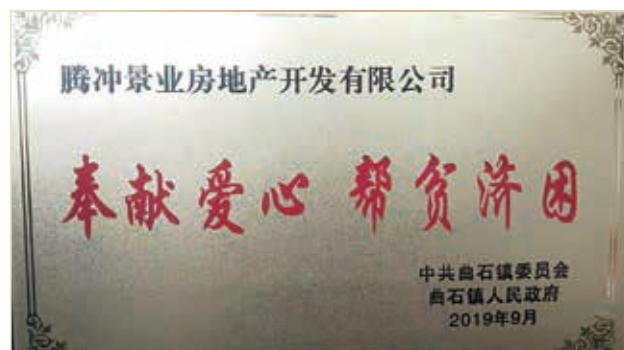 腾冲景业房地产开发有限公司
奉献爱心 帮贫济困
中共曲石镇委员会
曲石镇人民政府
2019年9月